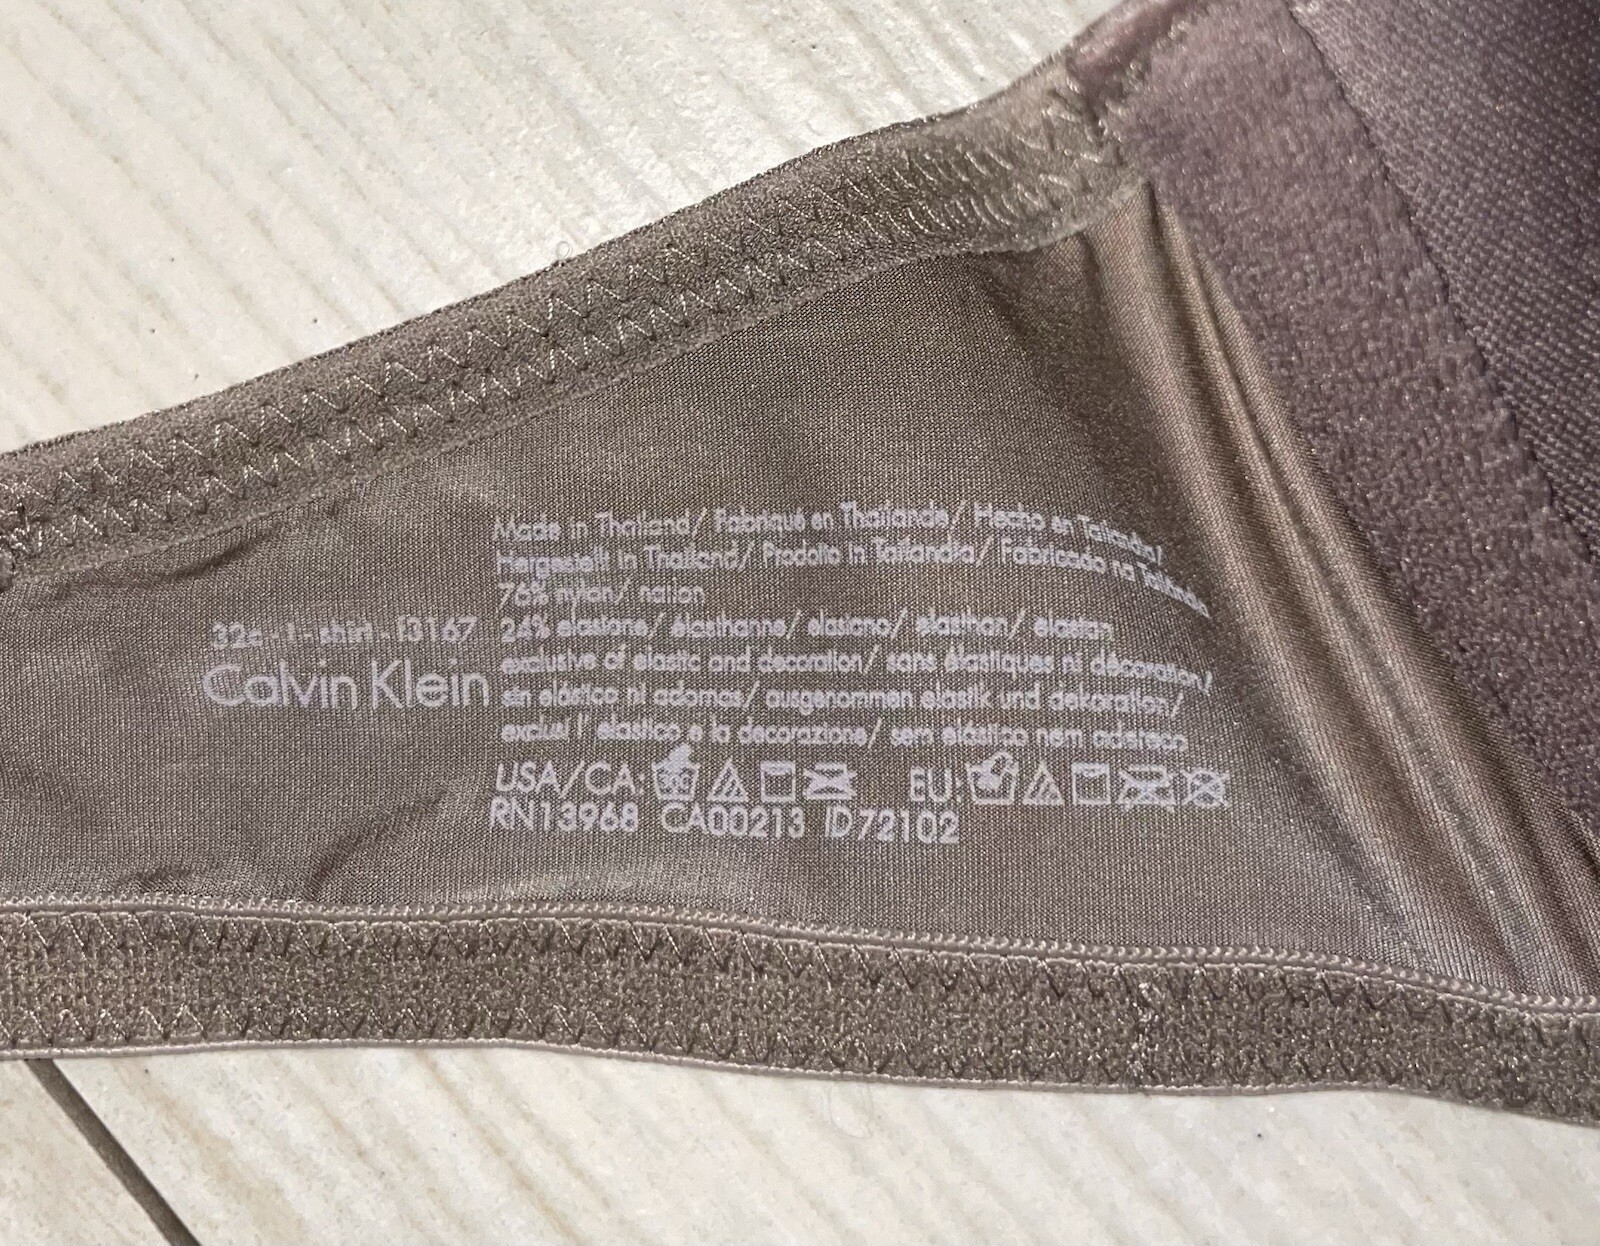 32c - t - shirt - f3167
Calvin Klein
Made in Thailand/ Fabriqué en Thaïlande/ Hecho en Tailandia/
Hergestellt in Thailand/ Prodotto in Tailandia/ Fabricado na Tailândia
76% nylon/ nailon
24% elastane/ élasthanne/ elastano/ elasthan/ elastan
exclusive of elastic and decoration/ sans élastiques ni décoration/
sin elástico ni adornos/ ausgenommen elastik und dekoration/
exclusi l' elastico e la decorazione/ sem elástico nem adereços
USA/CA: EU:
RN13968 CA00213 ID72102